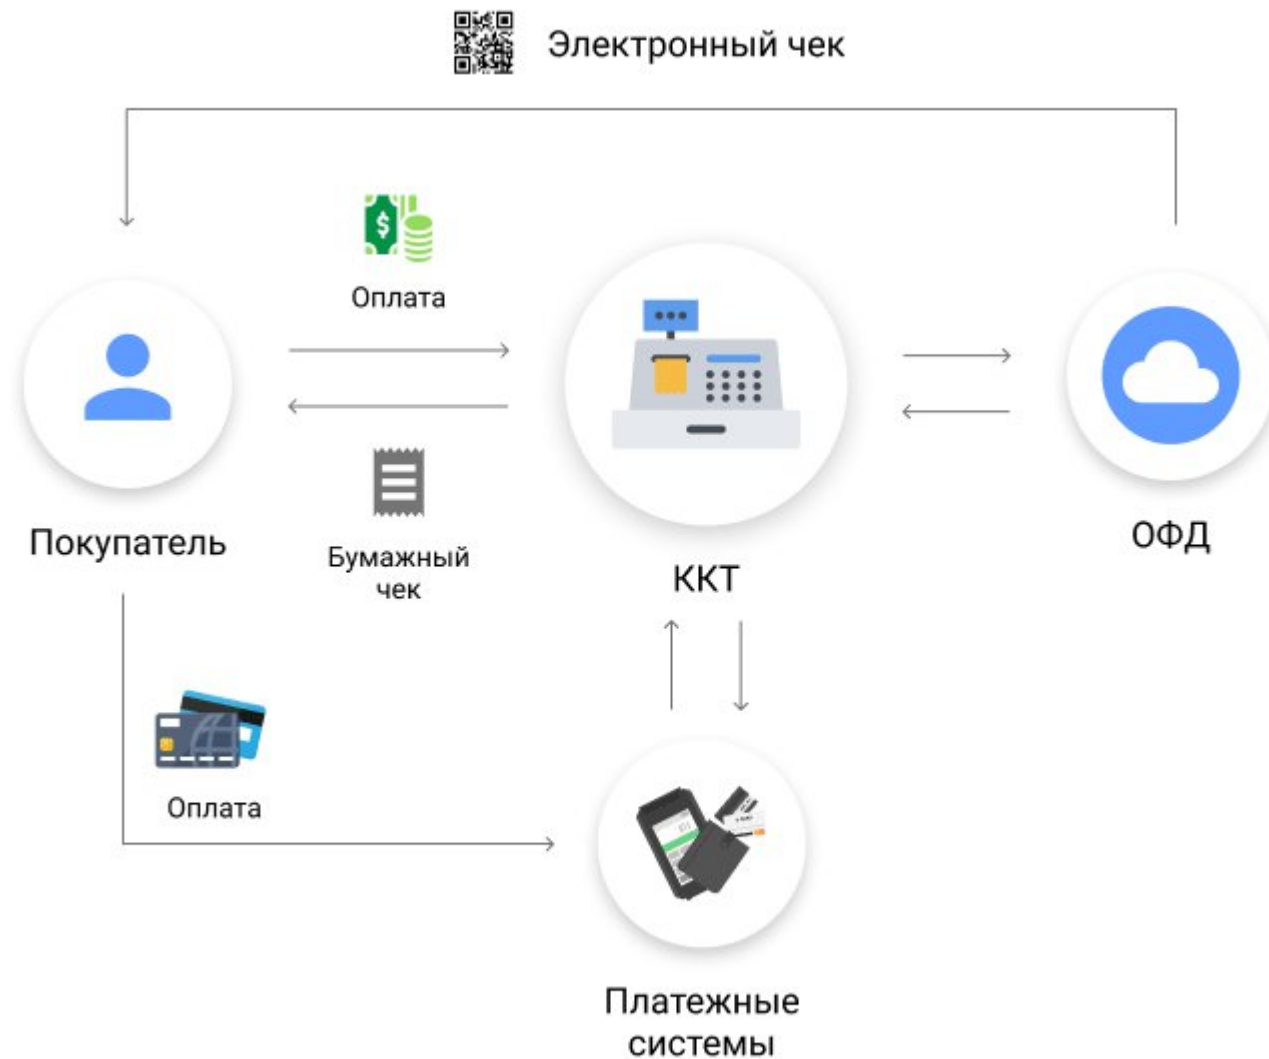 Электронный чек
Оплата
Покупатель
Бумажный
чек
ККТ
ОФД
Оплата
Платежные
системы